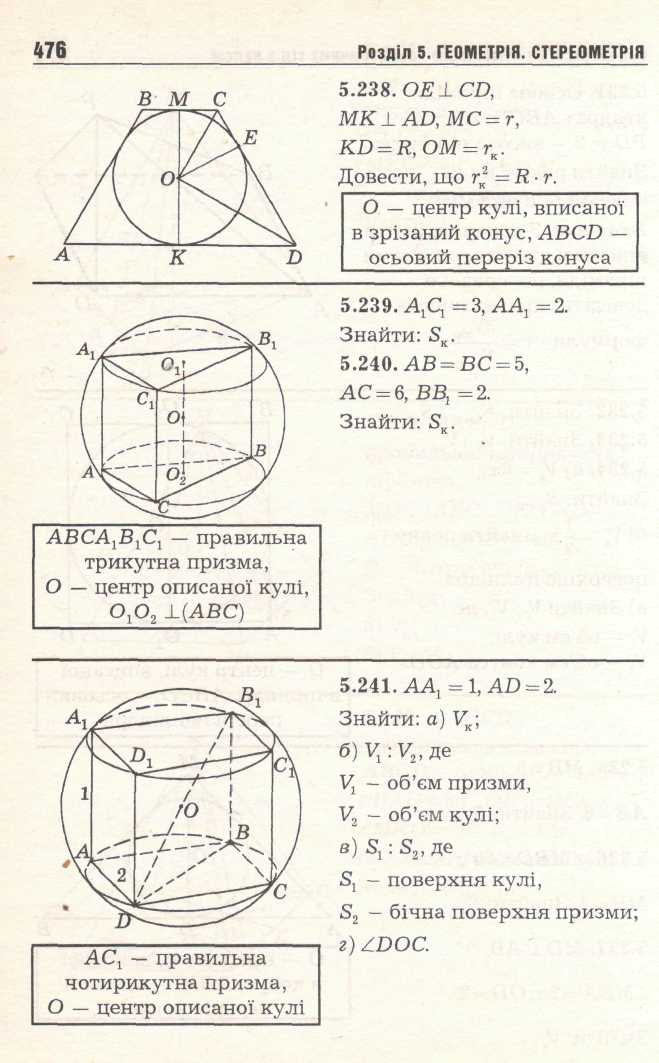 476
Розділ 5. ГЕОМЕТРІЯ. СТЕРЕОМЕТРІЯ
B M C
E
O
A K D
5.238. OE ⊥ CD,
MK ⊥ AD, MC = r,
KD = R, OM = rк.
Довести, що rк² = R · r.
O — центр кулі, вписаної
в зрізаний конус, ABCD —
осьовий переріз конуса
A₁ B₁
O₁
C₁
O
A B
O₂
C
ABCA₁B₁C₁ — правильна
трикутна призма,
O — центр описаної кулі,
O₁O₂ ⊥ (ABC)
5.239. A₁C₁ = 3, AA₁ = 2.
Знайти: Sк.
5.240. AB = BC = 5,
AC = 6, BB₁ = 2.
Знайти: Sк.
B₁
A₁
D₁ C₁
1
O
B
A
2
C
D
AC₁ — правильна
чотирикутна призма,
O — центр описаної кулі
5.241. AA₁ = 1, AD = 2.
Знайти: а) Vк;
б) V₁ : V₂, де
V₁ – об’єм призми,
V₂ – об’єм кулі;
в) S₁ : S₂, де
S₁ – поверхня кулі,
S₂ – бічна поверхня призми;
г) ∠DOC.